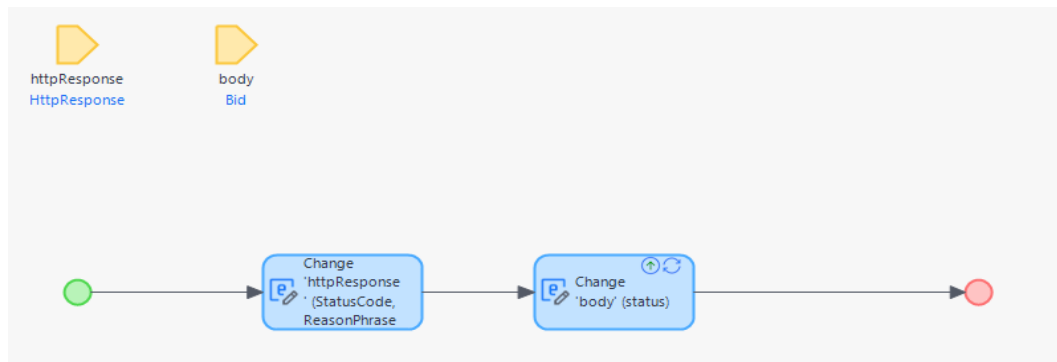 httpResponse
HttpResponse
body
Bid
Change
'httpResponse
' (StatusCode,
ReasonPhrase
Change
'body' (status)